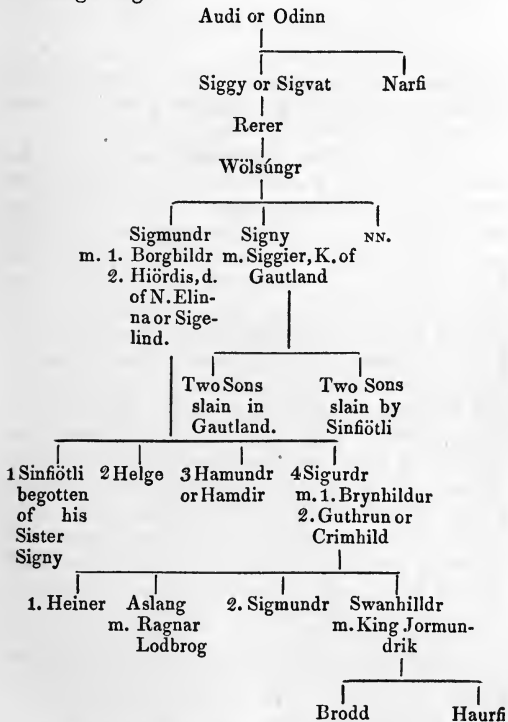 Audi or Odinn
Siggy or Sigvat Narfi
Rerer
Wölsúngr
Sigmundr Signy NN.
m. 1. Borghildr m. Siggier, K. of
2. Hiördis, d. Gautland
of N. Elin-
na or Sige-
lind.
Two Sons Two Sons
slain in slain by
Gautland. Sinfiötli
1 Sinfiötli 2 Helge 3 Hamundr 4 Sigurdr
begotten or Hamdir m. 1. Brynhildur
of his 2. Guthrun or
Sister Crimhild
Signy
1. Heiner Aslang 2. Sigmundr Swanhilldr
m. Ragnar m. King Jormun-
Lodbrog drik
Brodd Haurfi